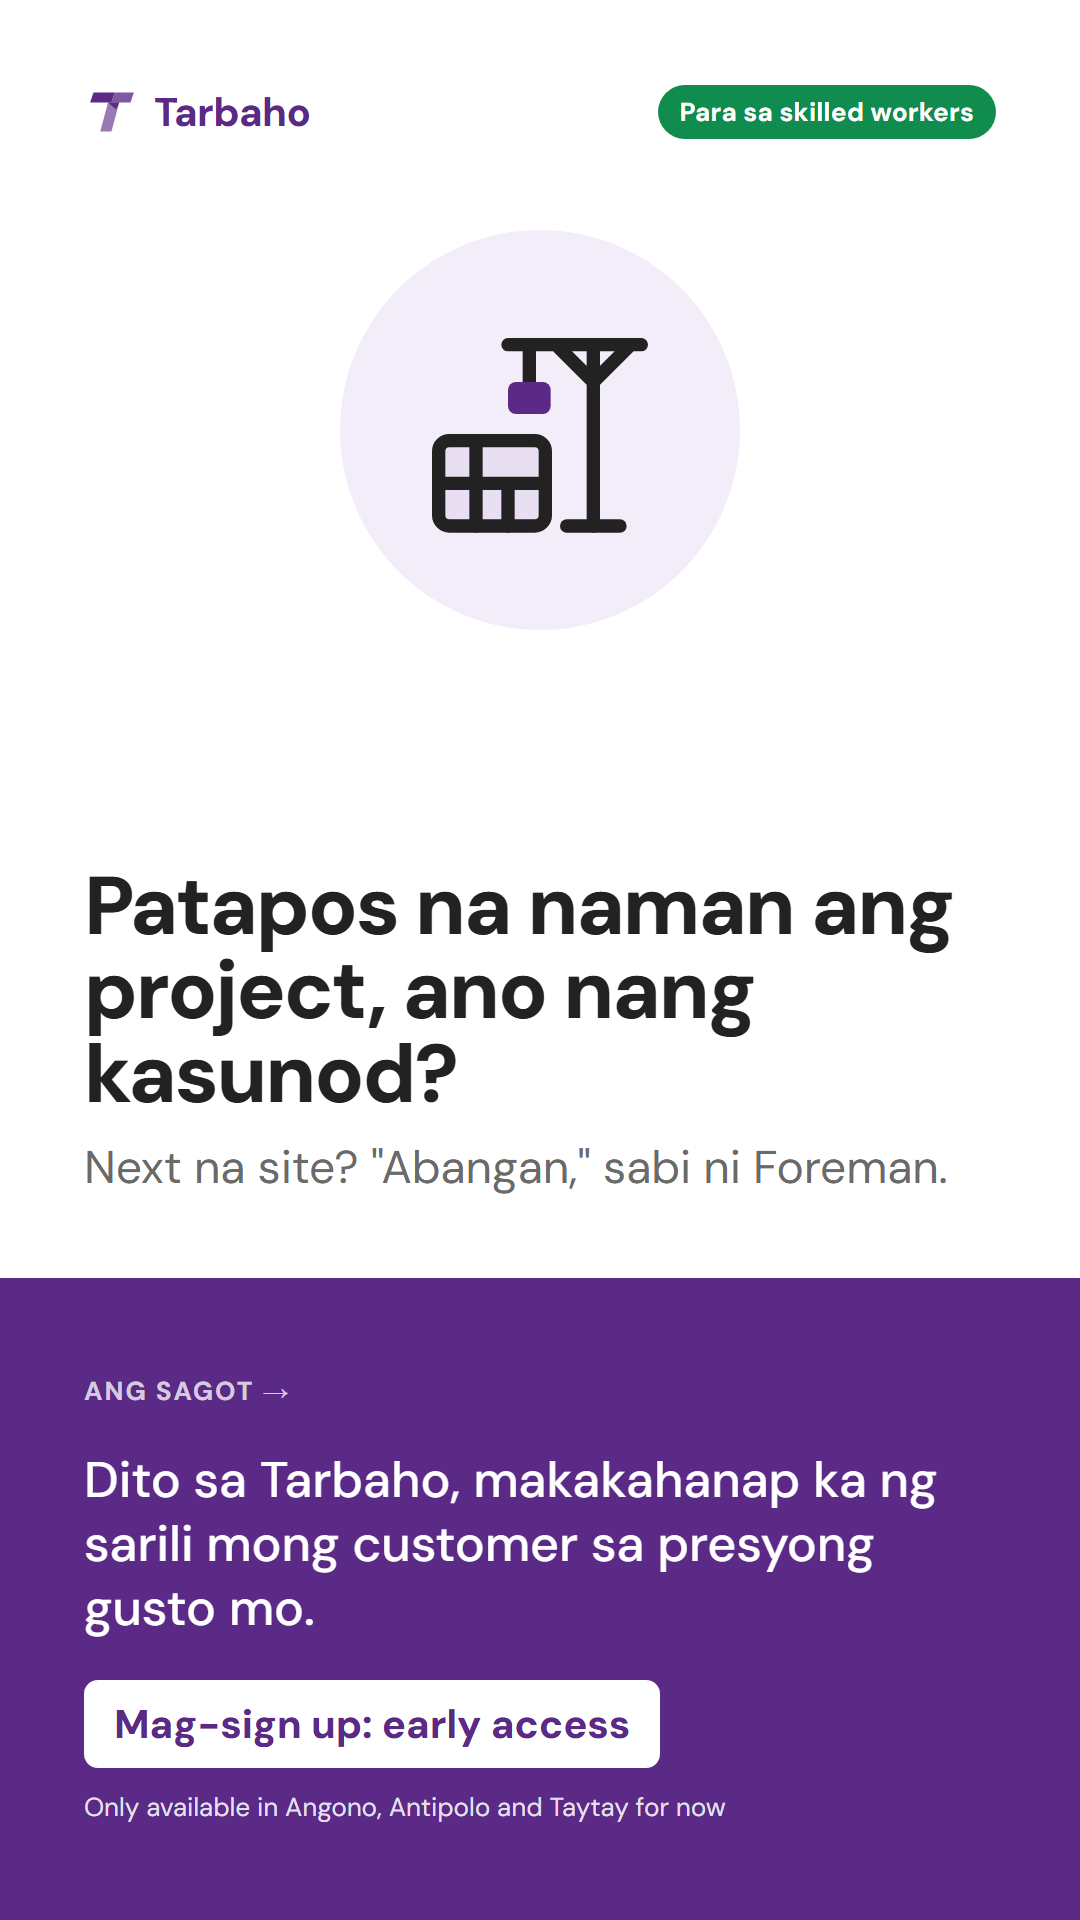 Tarbaho
Para sa skilled workers
Patapos na naman ang
project, ano nang
kasunod?
Next na site? "Abangan," sabi ni Foreman.
ANG SAGOT →
Dito sa Tarbaho, makakahanap ka ng
sarili mong customer sa presyong
gusto mo.
Mag-sign up: early access
Only available in Angono, Antipolo and Taytay for now